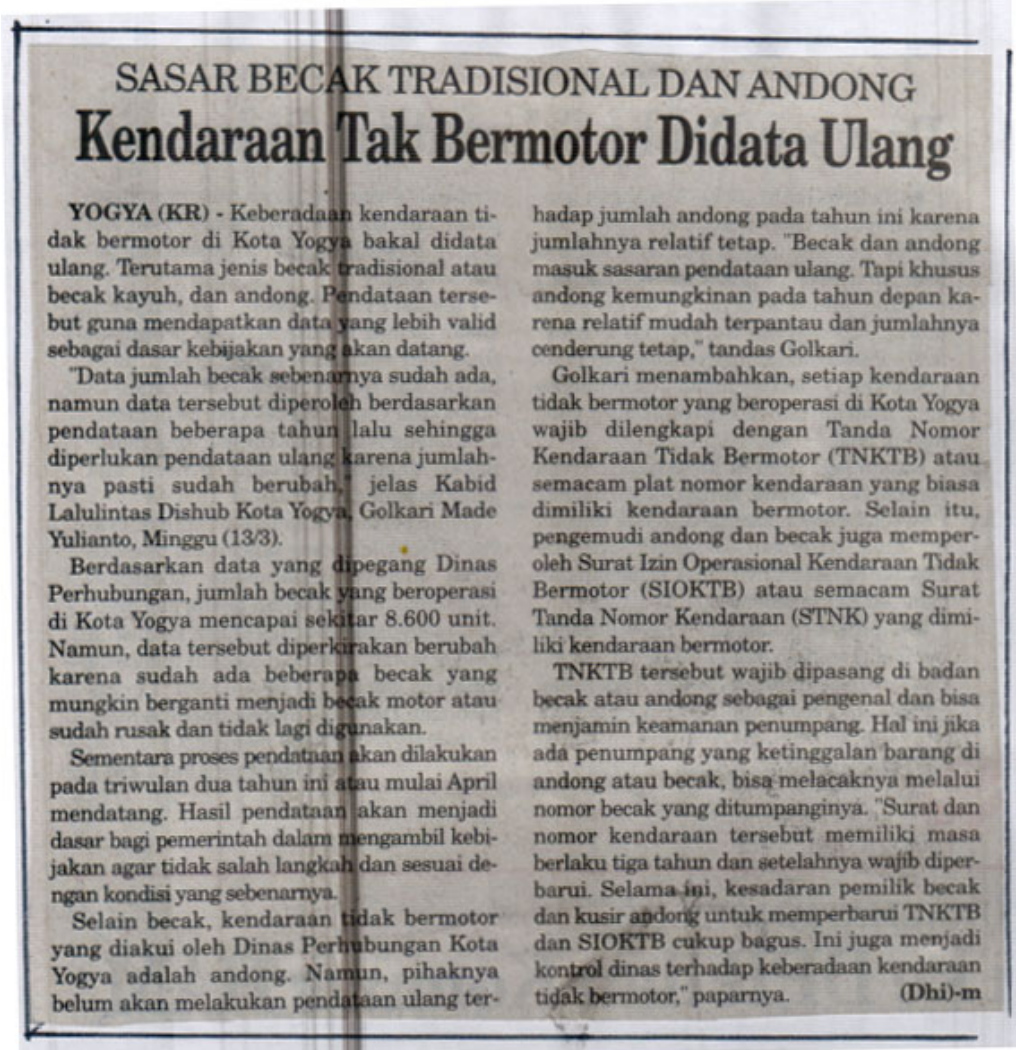 SASAR BECAK TRADISIONAL DAN ANDONG
Kendaraan Tak Bermotor Didata Ulang
YOGYA (KR) - Keberadaan kendaraan ti-
dak bermotor di Kota Yogya bakal didata
ulang. Terutama jenis becak tradisional atau
becak kayuh, dan andong. Pendataan terse-
but guna mendapatkan data yang lebih valid
sebagai dasar kebijakan yang akan datang.
"Data jumlah becak sebenarnya sudah ada,
namun data tersebut diperoleh berdasarkan
pendataan beberapa tahun lalu sehingga
diperlukan pendataan ulang karena jumlah-
nya pasti sudah berubah," jelas Kabid
Lalulintas Dishub Kota Yogya, Golkari Made
Yulianto, Minggu (13/3).
Berdasarkan data yang dipegang Dinas
Perhubungan, jumlah becak yang beroperasi
di Kota Yogya mencapai sekitar 8.600 unit.
Namun, data tersebut diperkirakan berubah
karena sudah ada beberapa becak yang
mungkin berganti menjadi becak motor atau
sudah rusak dan tidak lagi digunakan.
Sementara proses pendataan akan dilakukan
pada triwulan dua tahun ini atau mulai April
mendatang. Hasil pendataan akan menjadi
dasar bagi pemerintah dalam mengambil kebi-
jakan agar tidak salah langkah dan sesuai de-
ngan kondisi yang sebenarnya.
Selain becak, kendaraan tidak bermotor
yang diakui oleh Dinas Perhubungan Kota
Yogya adalah andong. Namun, pihaknya
belum akan melakukan pendataan ulang ter-
hadap jumlah andong pada tahun ini karena
jumlahnya relatif tetap. "Becak dan andong
masuk sasaran pendataan ulang. Tapi khusus
andong kemungkinan pada tahun depan ka-
rena relatif mudah terpantau dan jumlahnya
cenderung tetap," tandas Golkari.
Golkari menambahkan, setiap kendaraan
tidak bermotor yang beroperasi di Kota Yogya
wajib dilengkapi dengan Tanda Nomor
Kendaraan Tidak Bermotor (TNKTB) atau
semacam plat nomor kendaraan yang biasa
dimiliki kendaraan bermotor. Selain itu,
pengemudi andong dan becak juga memper-
oleh Surat Izin Operasional Kendaraan Tidak
Bermotor (SIOKTB) atau semacam Surat
Tanda Nomor Kendaraan (STNK) yang dimi-
liki kendaraan bermotor.
TNKTB tersebut wajib dipasang di badan
becak atau andong sebagai pengenal dan bisa
menjamin keamanan penumpang. Hal ini jika
ada penumpang yang ketinggalan barang di
andong atau becak, bisa melacaknya melalui
nomor becak yang ditumpanginya. "Surat dan
nomor kendaraan tersebut memiliki masa
berlaku tiga tahun dan setelahnya wajib diper-
barui. Selama ini, kesadaran pemilik becak
dan kusir andong untuk memperbarui TNKTB
dan SIOKTB cukup bagus. Ini juga menjadi
kontrol dinas terhadap keberadaan kendaraan
tidak bermotor," paparnya. (Dhi)-m